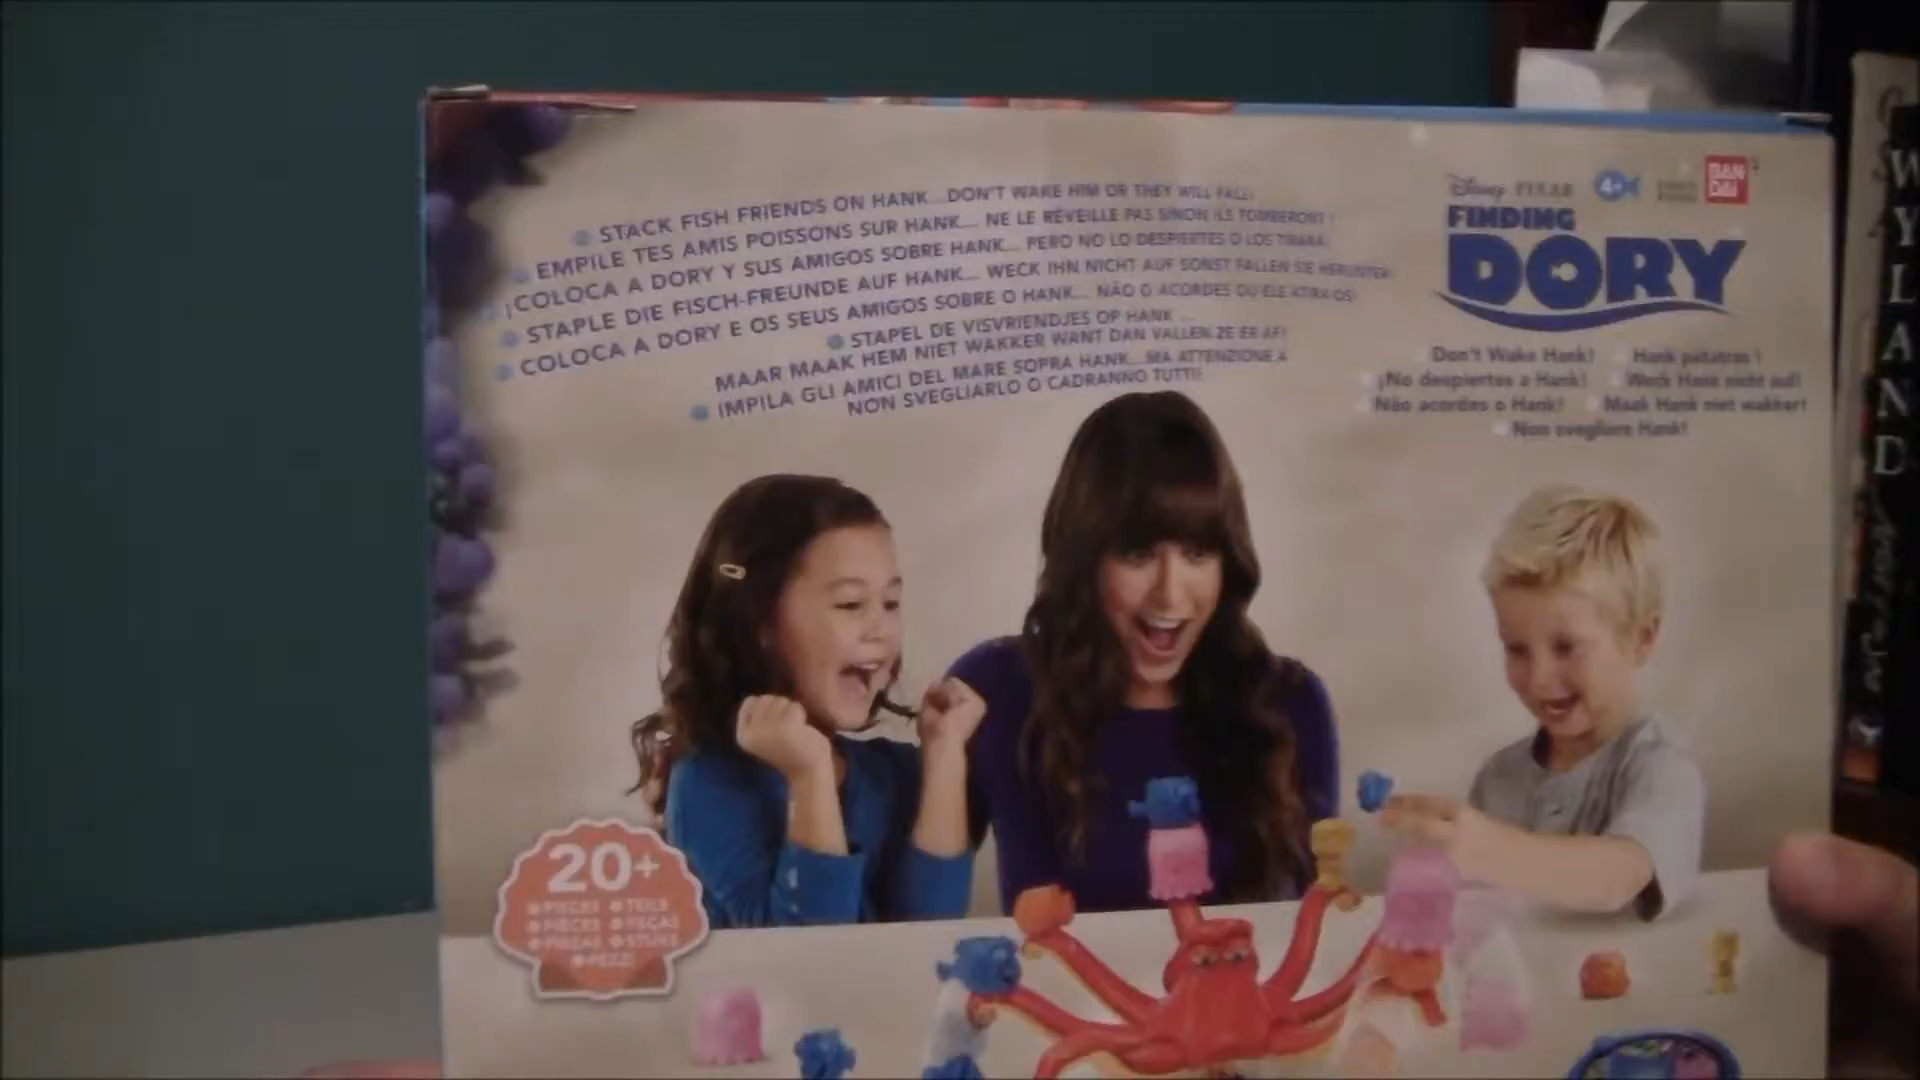 STACK FISH FRIENDS ON HANK... DON'T WAKE HIM OR THEY WILL FALL!
EMPILE TES AMIS POISSONS SUR HANK... NE LE RÉVEILLE PAS SINON ILS TOMBERONT !
¡COLOCA A DORY Y SUS AMIGOS SOBRE HANK... PERO NO LO DESPIERTES O LOS TIRARÁ!
STAPLE DIE FISCH-FREUNDE AUF HANK... WECK IHN NICHT AUF SONST FALLEN SIE HERUNTER
COLOCA A DORY E OS SEUS AMIGOS SOBRE O HANK... NÃO O ACORDES OU ELE ATIRA-OS!
STAPEL DE VISVRIENDJES OP HANK ...
MAAR MAAK HEM NIET WAKKER WANT DAN VALLEN ZE ER AF!
IMPILA GLI AMICI DEL MARE SOPRA HANK... MA ATTENZIONE A
NON SVEGLIARLO O CADRANNO TUTTI!
Disney PIXAR
4+
BAN
DAI
FINDING
DORY
Don't Wake Hank! Hank patatras !
¡No despiertes a Hank! Weck Hank nicht auf!
Não acordes o Hank! Maak Hank niet wakker!
Non svegliare Hank!
20+
PIECES TEILE
PIÈCES PEÇAS
PIEZAS STUKS
PEZZI
WYLAND